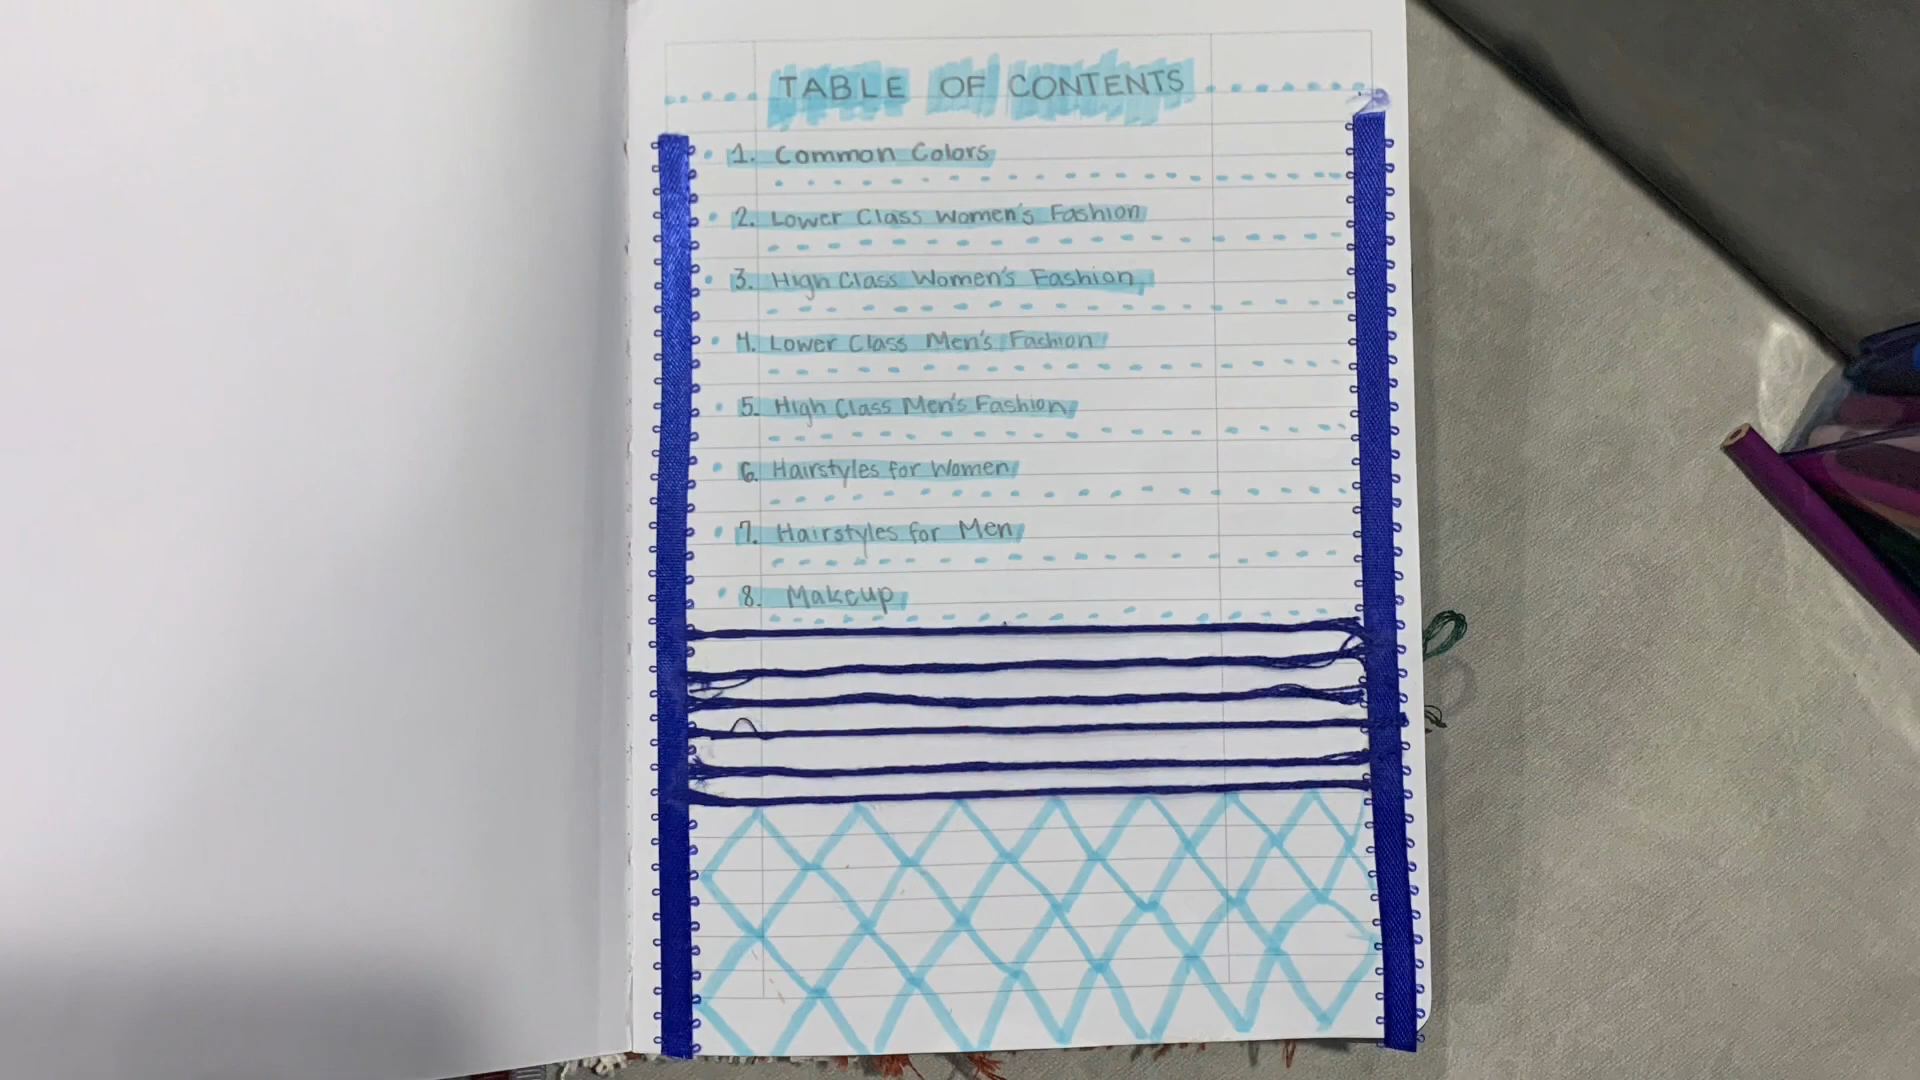 TABLE OF CONTENTS
1. Common Colors
2. Lower Class Women's Fashion
3. High Class Women's Fashion
4. Lower Class Men's Fashion
5. High Class Men's Fashion
6. Hairstyles for Women
7. Hairstyles for Men
8. Makeup